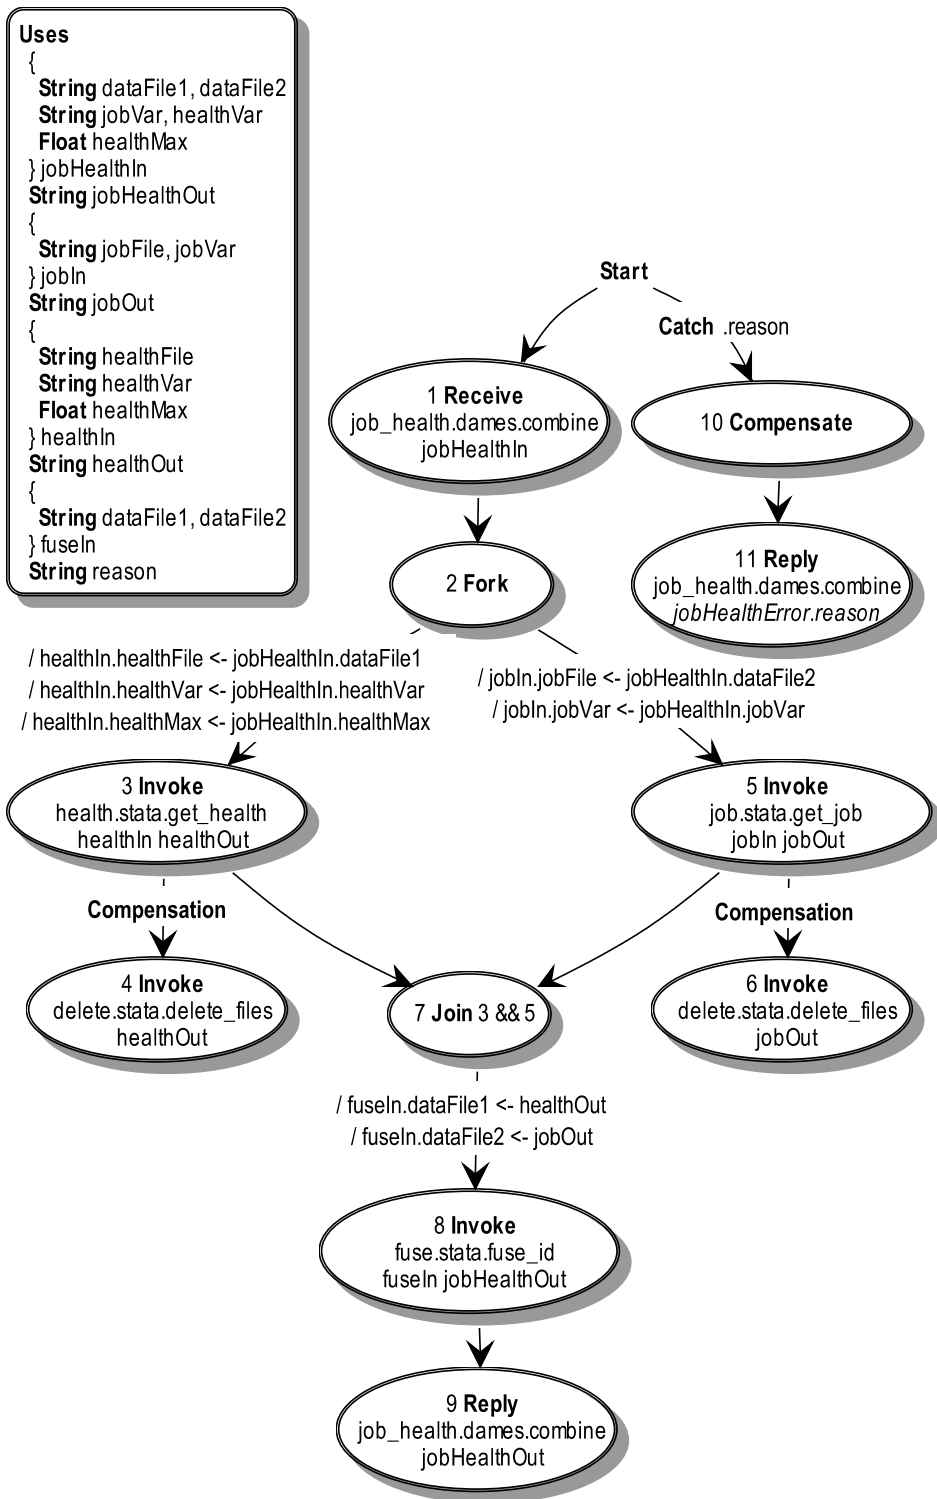 Uses
{
String dataFile1, dataFile2
String jobVar, healthVar
Float healthMax
} jobHealthIn
String jobHealthOut
{
String jobFile, jobVar
} jobIn
String jobOut
{
String healthFile
String healthVar
Float healthMax
} healthIn
String healthOut
{
String dataFile1, dataFile2
} fuseIn
String reason
Start
Catch .reason
1 Receive
job_health.dames.combine
jobHealthIn
10 Compensate
2 Fork
11 Reply
job_health.dames.combine
jobHealthError.reason
/ healthIn.healthFile <- jobHealthIn.dataFile1
/ healthIn.healthVar <- jobHealthIn.healthVar
/ healthIn.healthMax <- jobHealthIn.healthMax
/ jobIn.jobFile <- jobHealthIn.dataFile2
/ jobIn.jobVar <- jobHealthIn.jobVar
3 Invoke
health.stata.get_health
healthIn healthOut
5 Invoke
job.stata.get_job
jobIn jobOut
Compensation
Compensation
4 Invoke
delete.stata.delete_files
healthOut
7 Join 3 && 5
6 Invoke
delete.stata.delete_files
jobOut
/ fuseIn.dataFile1 <- healthOut
/ fuseIn.dataFile2 <- jobOut
8 Invoke
fuse.stata.fuse_id
fuseIn jobHealthOut
9 Reply
job_health.dames.combine
jobHealthOut